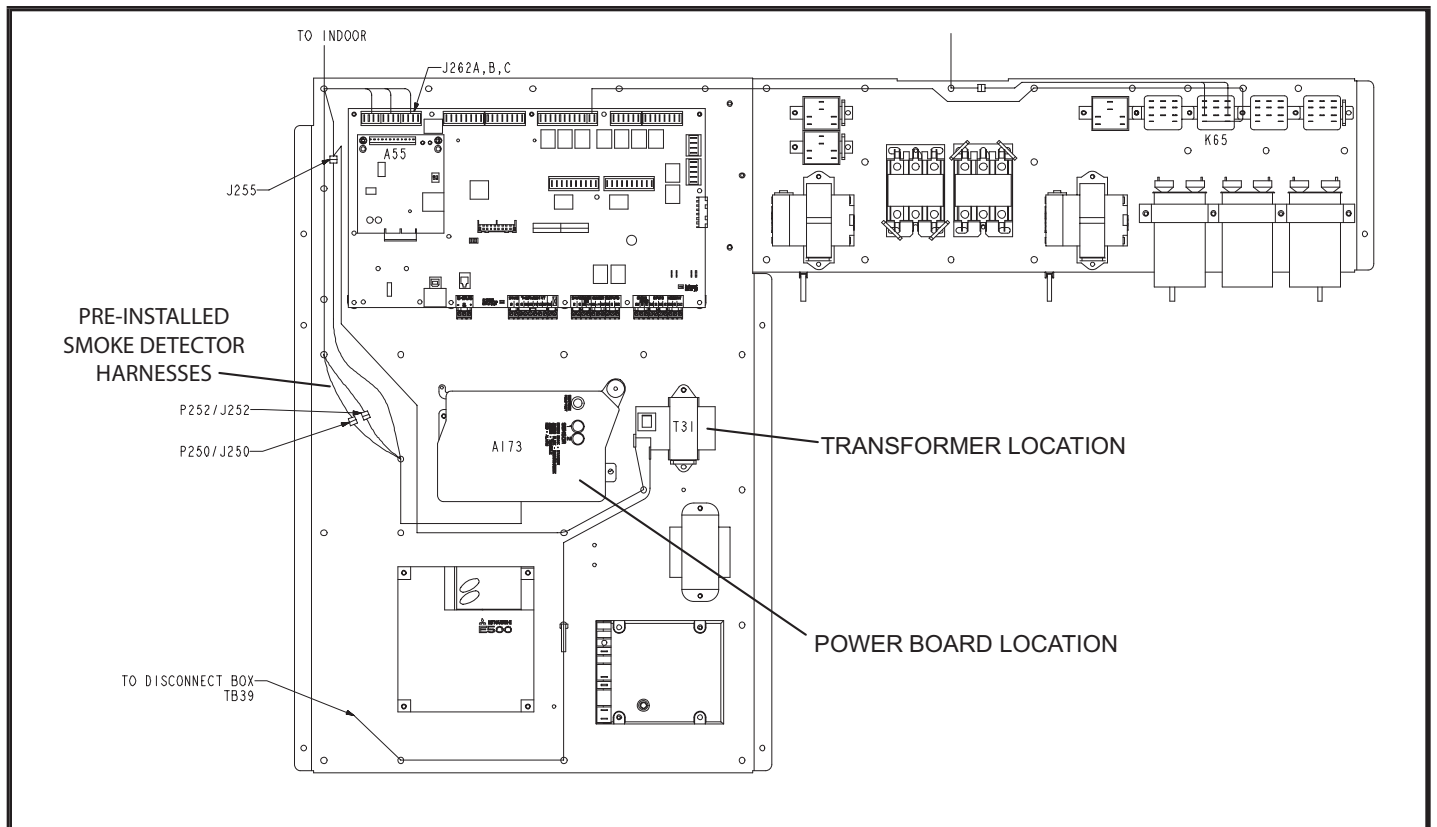 TO INDOOR
J262A,B,C
A55
K65
J255
PRE-INSTALLED
SMOKE DETECTOR
HARNESSES
P252/J252
P250/J250
A173
T31
TRANSFORMER LOCATION
E500
POWER BOARD LOCATION
TO DISCONNECT BOX
TB39